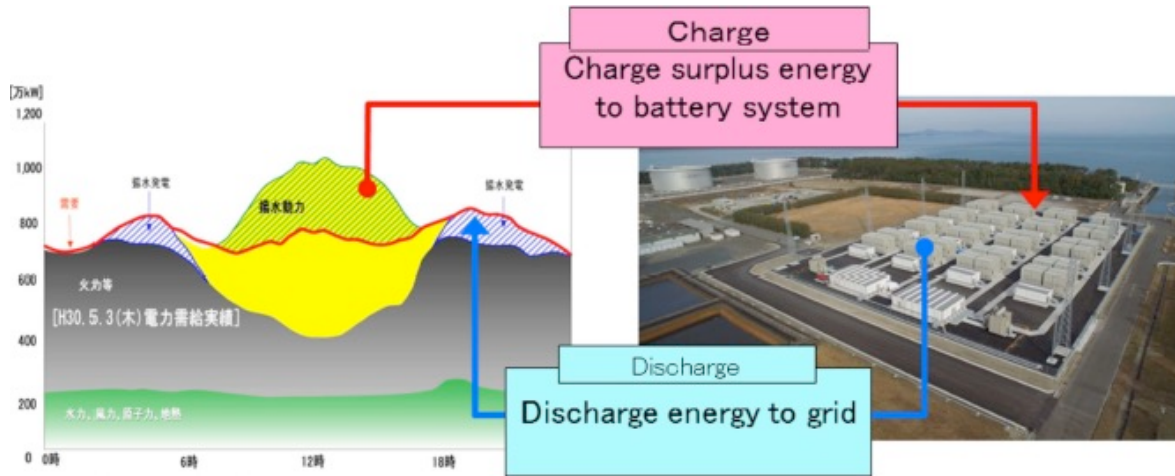 Charge
Charge surplus energy
to battery system
[万kW]
1,200
1,000
800
600
400
200
0
需要
揚水発電
揚水動力
揚水発電
火力等
[H30.5.3(木)電力需給実績]
水力、風力、原子力、地熱
0時
6時
12時
18時
Discharge
Discharge energy to grid